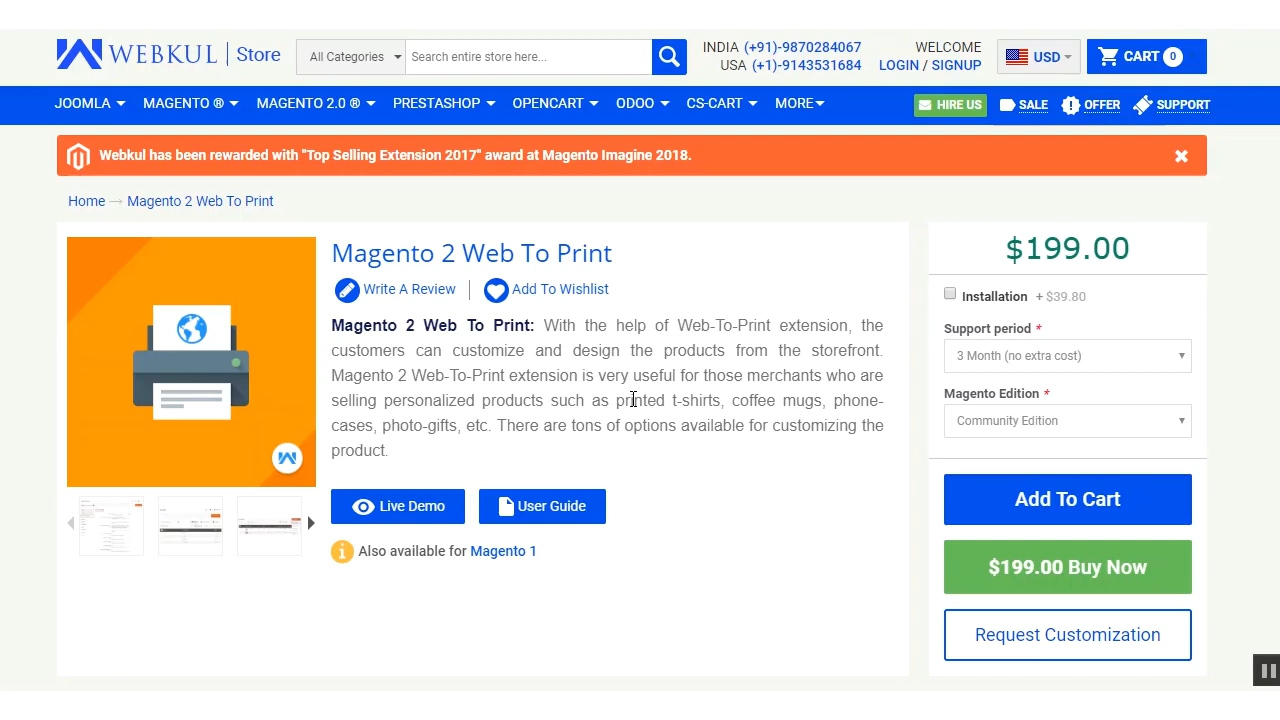 WEBKUL | Store
All Categories
Search entire store here...
INDIA (+91)-9870284067
USA (+1)-9143531684
WELCOME
LOGIN / SIGNUP
USD
CART 0
JOOMLA
MAGENTO ®
MAGENTO 2.0 ®
PRESTASHOP
OPENCART
ODOO
CS-CART
MORE
HIRE US
SALE
OFFER
SUPPORT
Webkul has been rewarded with "Top Selling Extension 2017" award at Magento Imagine 2018.
Home → Magento 2 Web To Print
Magento 2 Web To Print
Write A Review
Add To Wishlist
Magento 2 Web To Print: With the help of Web-To-Print extension, the
customers can customize and design the products from the storefront.
Magento 2 Web-To-Print extension is very useful for those merchants who are
selling personalized products such as printed t-shirts, coffee mugs, phone-
cases, photo-gifts, etc. There are tons of options available for customizing the
product.
Live Demo
User Guide
Also available for Magento 1
$199.00
Installation + $39.80
Support period *
3 Month (no extra cost)
Magento Edition *
Community Edition
Add To Cart
$199.00 Buy Now
Request Customization